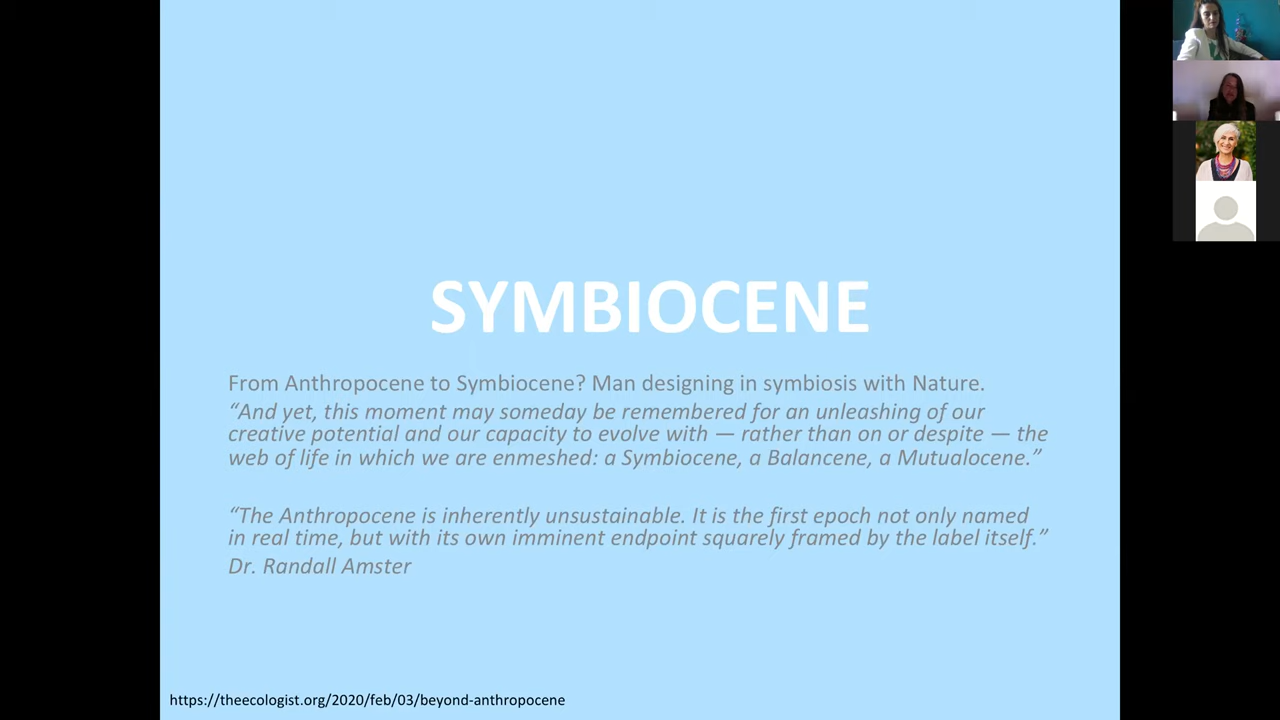 SYMBIOCENE
From Anthropocene to Symbiocene? Man designing in symbiosis with Nature.
“And yet, this moment may someday be remembered for an unleashing of our
creative potential and our capacity to evolve with — rather than on or despite — the
web of life in which we are enmeshed: a Symbiocene, a Balancene, a Mutualocene.”
“The Anthropocene is inherently unsustainable. It is the first epoch not only named
in real time, but with its own imminent endpoint squarely framed by the label itself.”
Dr. Randall Amster
https://theecologist.org/2020/feb/03/beyond-anthropocene